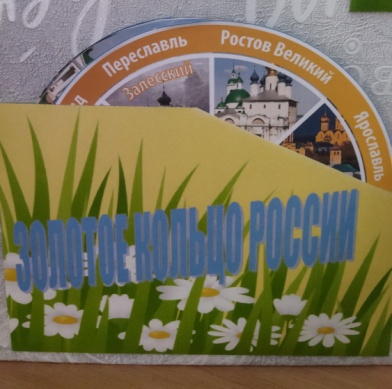 Переславль
Залесский
Ростов Великий
Ярославль
ЗОЛОТОЕ КОЛЬЦО РОССИИ